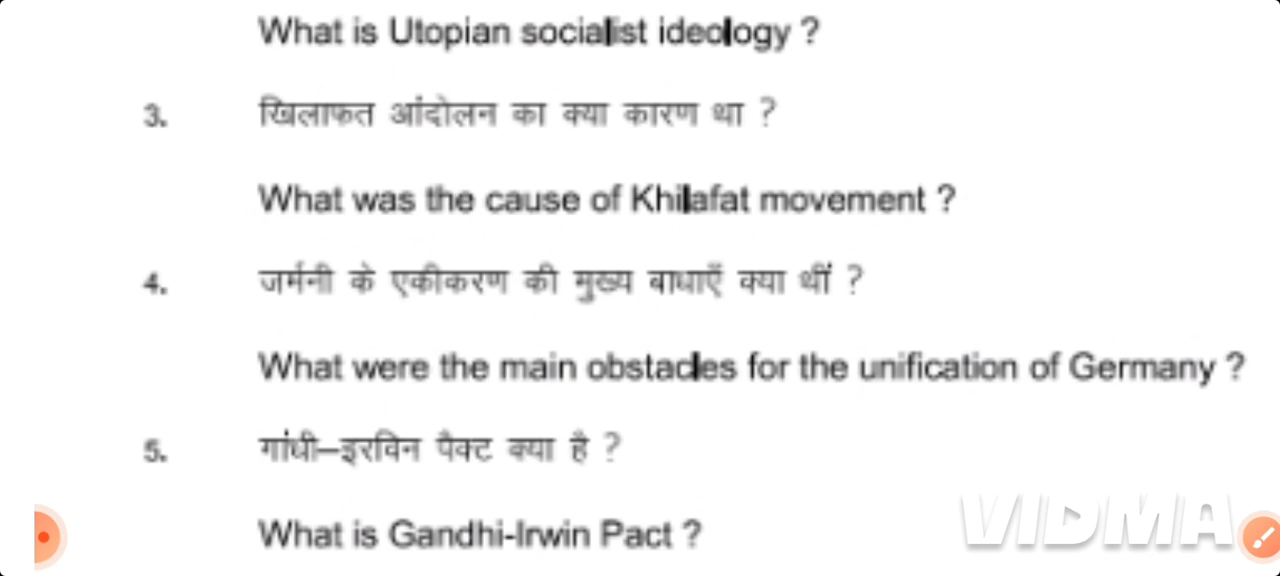 What is Utopian socialist ideology ?
3. खिलाफत आंदोलन का क्या कारण था ?
What was the cause of Khilafat movement ?
4. जर्मनी के एकीकरण की मुख्य बाधाएँ क्या थीं ?
What were the main obstacles for the unification of Germany ?
5. गांधी–इरविन पैक्ट क्या है ?
What is Gandhi-Irwin Pact ?
VIDMA